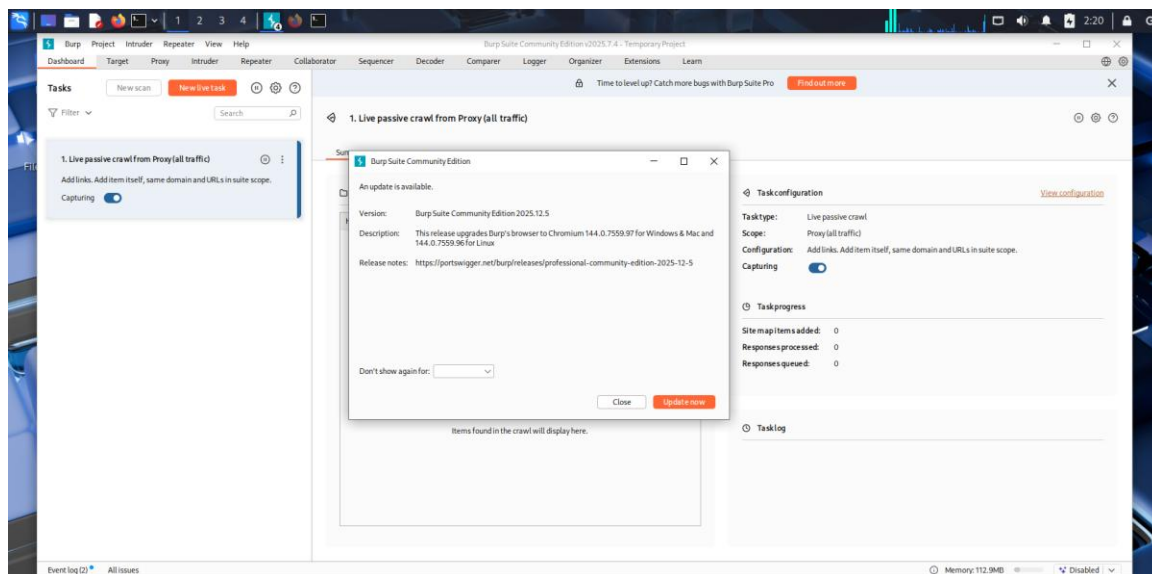 1 2 3 4
2:20
Burp Project Intruder Repeater View Help
Burp Suite Community Edition v2025.7.4 - Temporary Project
Dashboard Target Proxy Intruder Repeater Collaborator Sequencer Decoder Comparer Logger Organizer Extensions Learn
Time to level up? Catch more bugs with Burp Suite Pro
Find out more
Tasks
New scan
New live task
Filter
Search
1. Live passive crawl from Proxy (all traffic)
Add links. Add item itself, same domain and URLs in suite scope.
Capturing
1. Live passive crawl from Proxy (all traffic)
Burp Suite Community Edition
An update is available.
Version: Burp Suite Community Edition 2025.12.5
Description: This release upgrades Burp's browser to Chromium 144.0.7559.97 for Windows & Mac and
144.0.7559.96 for Linux
Release notes: https://portswigger.net/burp/releases/professional-community-edition-2025-12-5
Don't show again for:
Close
Update now
Items found in the crawl will display here.
Task configuration
View configuration
Task type: Live passive crawl
Scope: Proxy (all traffic)
Configuration: Add links. Add item itself, same domain and URLs in suite scope.
Capturing
Task progress
Site map items added: 0
Responses processed: 0
Responses queued: 0
Task log
Event log (2)
All issues
Memory: 112.9MB
Disabled